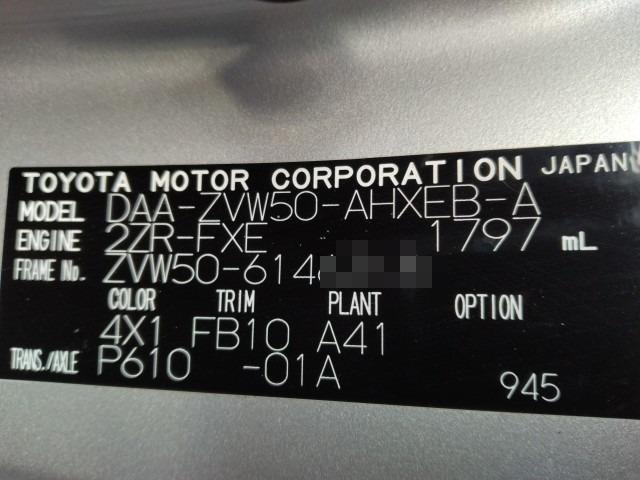 TOYOTA MOTOR CORPORATION JAPAN
MODEL DAA-ZVW50-AHXEB-A
ENGINE 2ZR-FXE 1797 mL
FRAME No. ZVW50-614
COLOR TRIM PLANT OPTION
4X1 FB10 A41
TRANS./AXLE P610 -01A
945